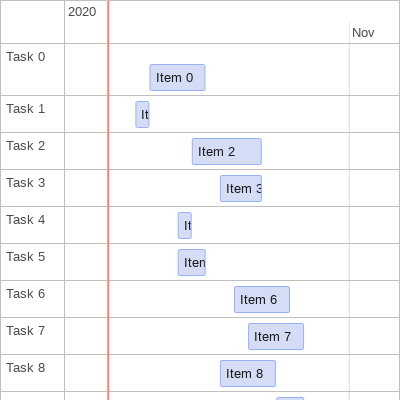 2020
Nov
Task 0
Item 0
Task 1
It
Task 2
Item 2
Task 3
Item 3
Task 4
It
Task 5
Item
Task 6
Item 6
Task 7
Item 7
Task 8
Item 8